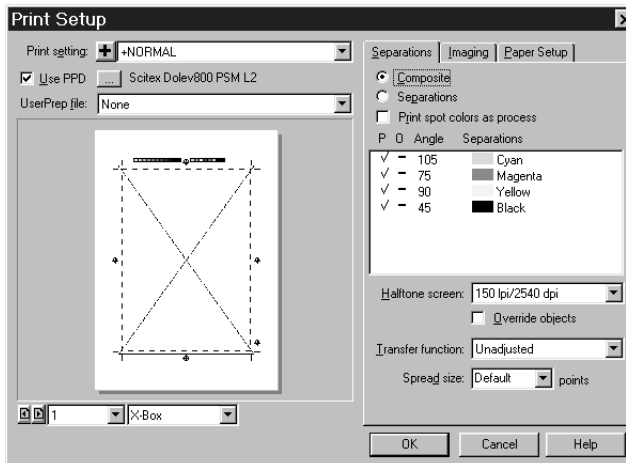 Print Setup
Print setting: +NORMAL
Use PPD ... Scitex Dolev800 PSM L2
UserPrep file: None
1 X-Box
Separations Imaging Paper Setup
Composite
Separations
Print spot colors as process
P O Angle Separations
105 Cyan
75 Magenta
90 Yellow
45 Black
Halftone screen: 150 lpi/2540 dpi
Override objects
Transfer function: Unadjusted
Spread size: Default points
OK Cancel Help